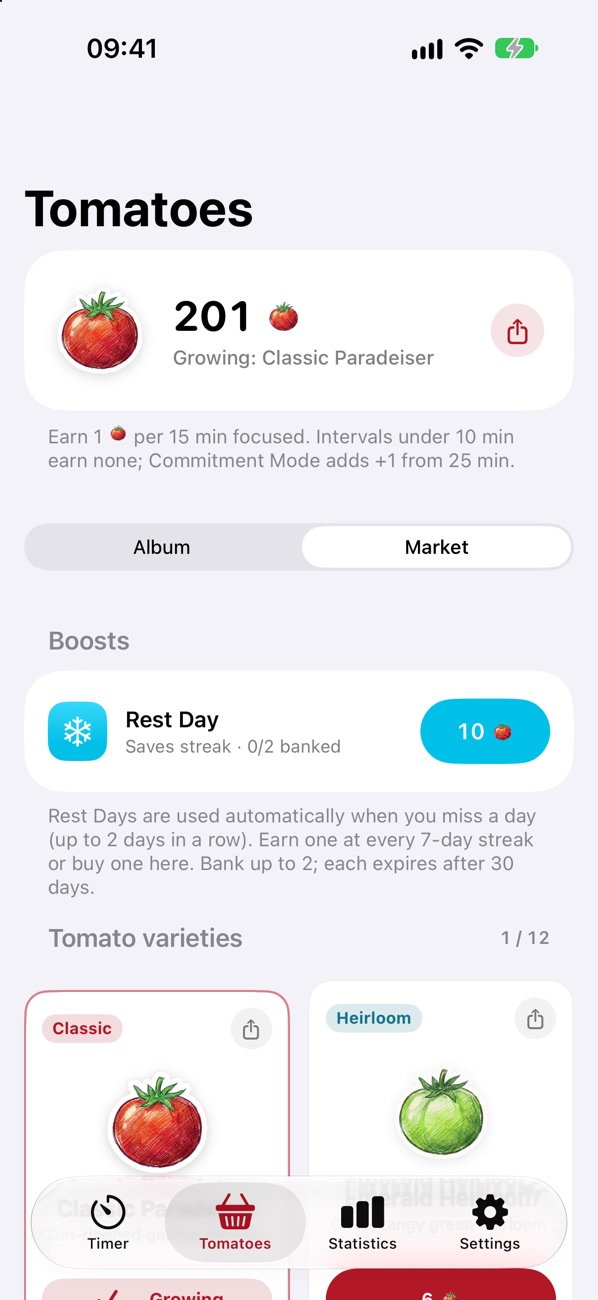 09:41
Tomatoes
201
Growing: Classic Paradeiser
Earn 1 per 15 min focused. Intervals under 10 min
earn none; Commitment Mode adds +1 from 25 min.
Album
Market
Boosts
Rest Day
Saves streak · 0/2 banked
10
Rest Days are used automatically when you miss a day
(up to 2 days in a row). Earn one at every 7-day streak
or buy one here. Bank up to 2; each expires after 30
days.
Tomato varieties
1 / 12
Classic
Heirloom
Timer
Tomatoes
Statistics
Settings
Growing
6